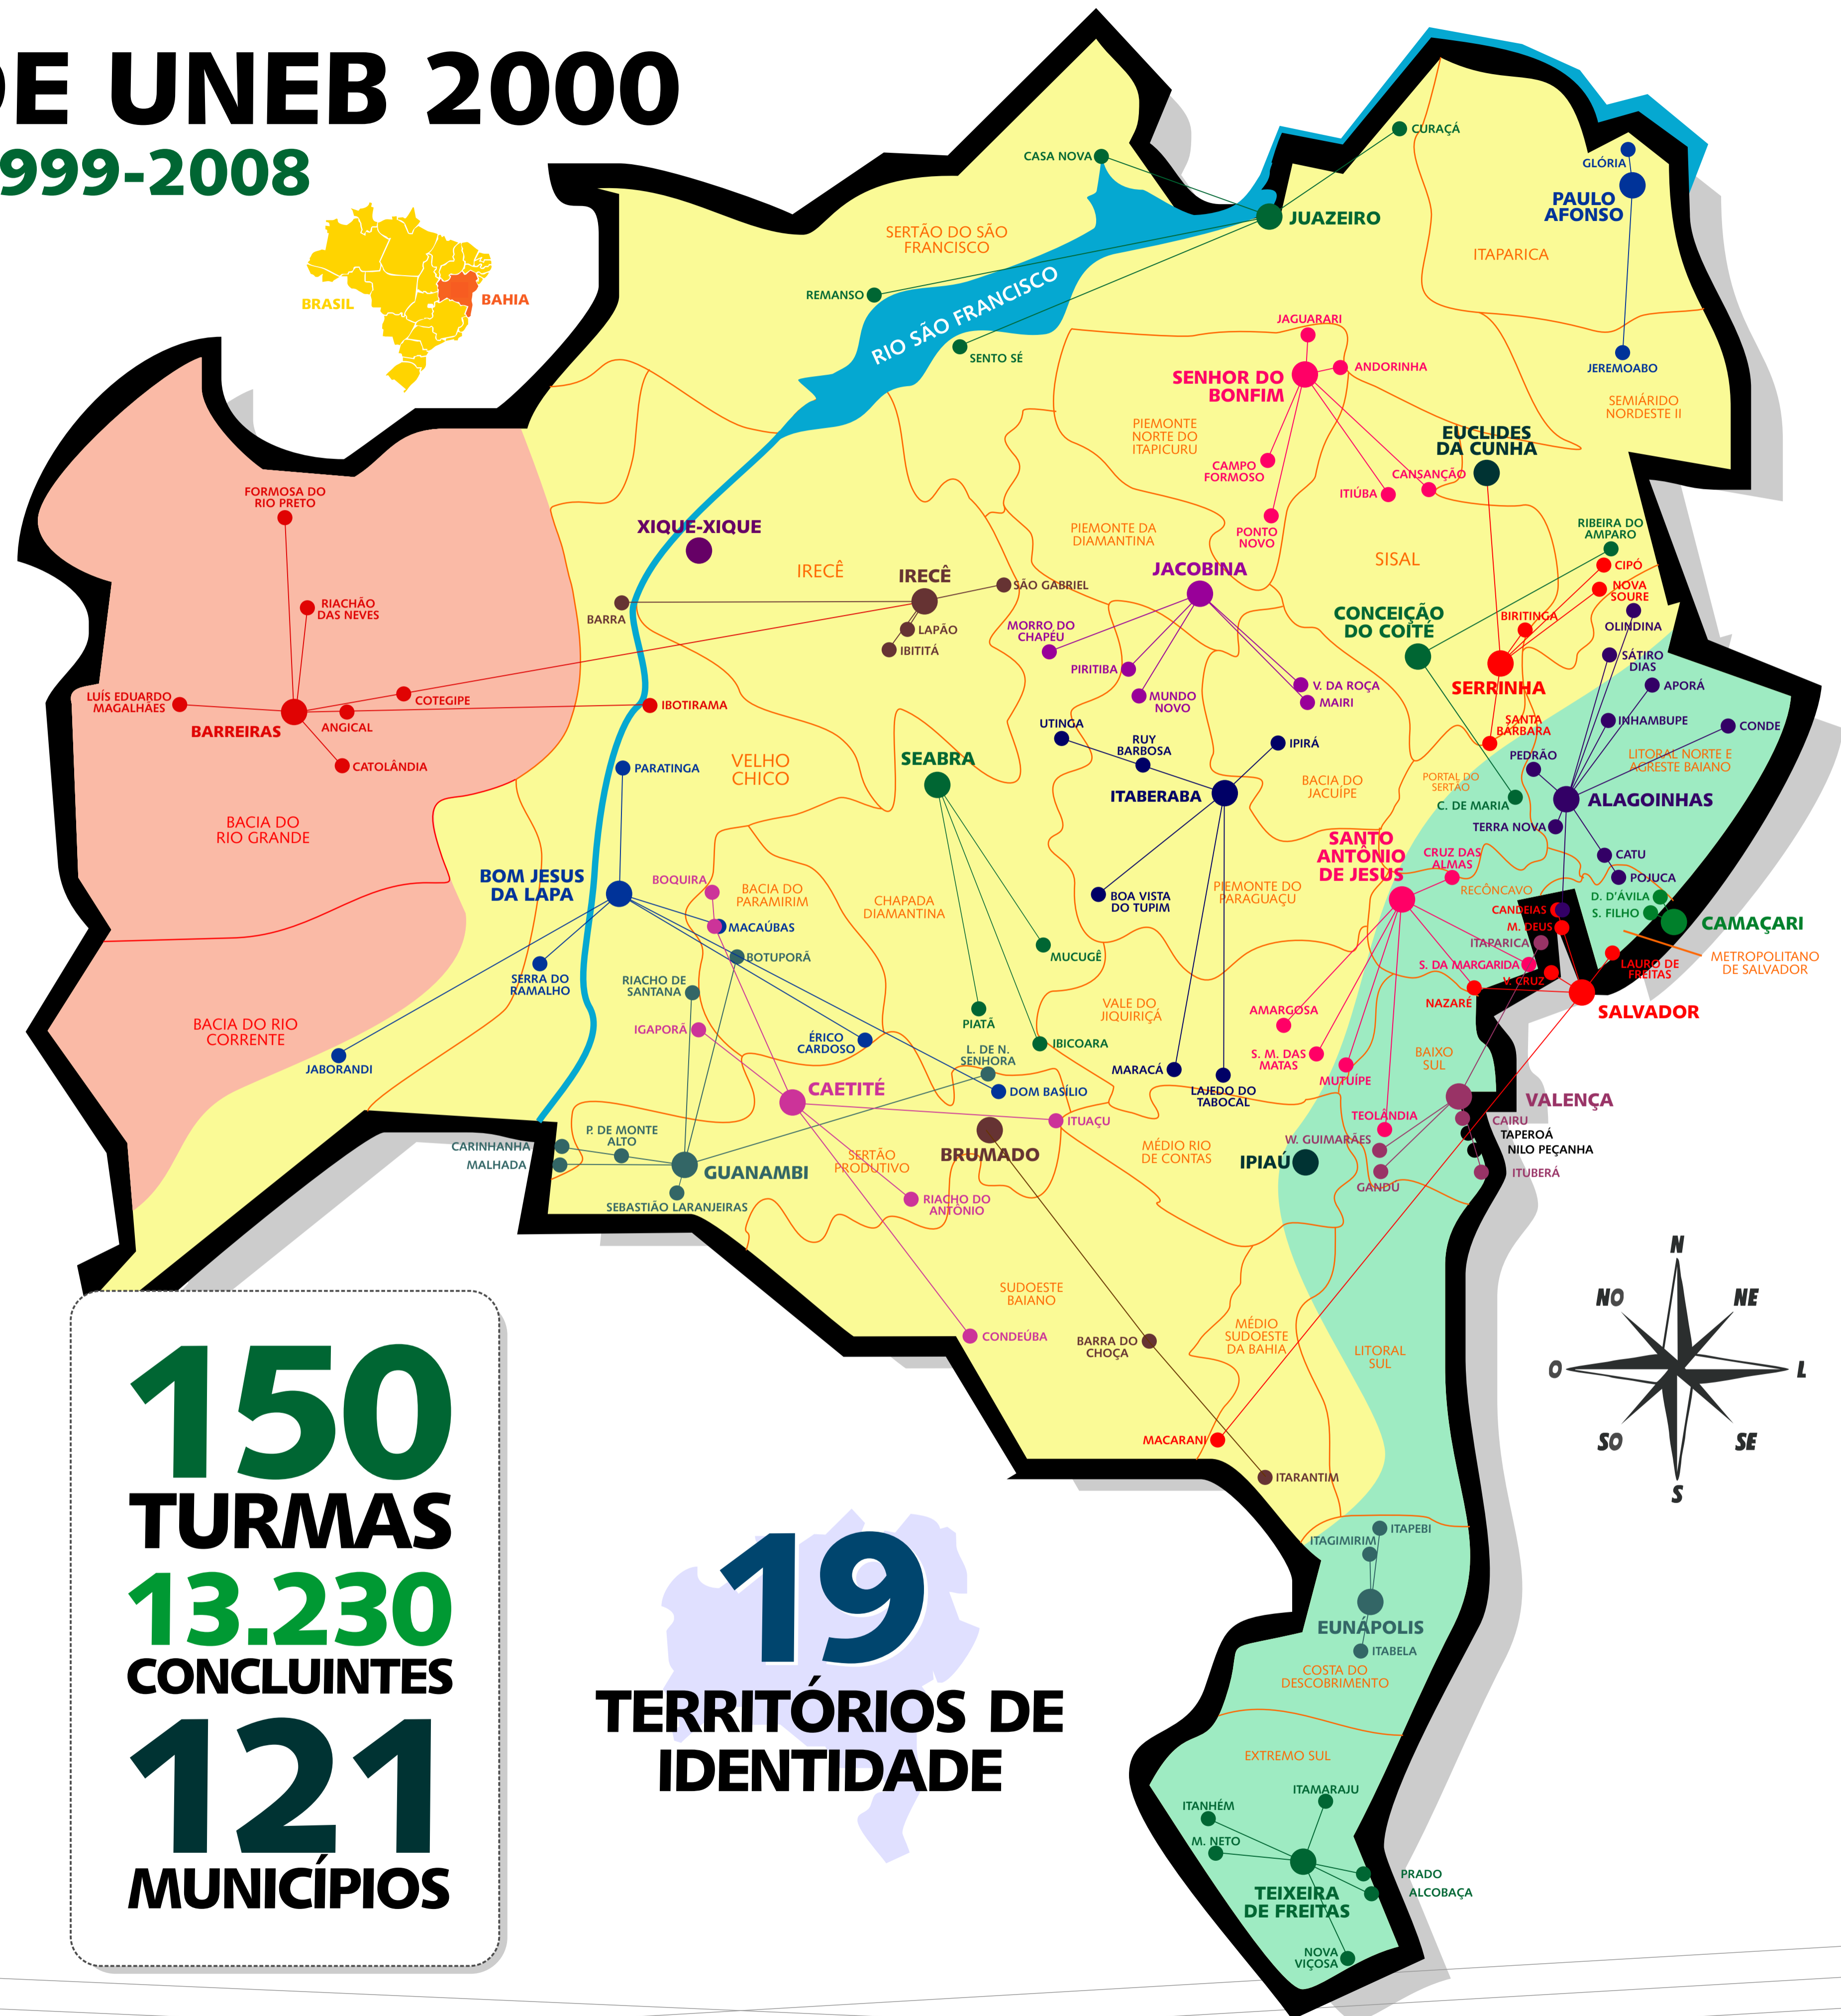 DE UNEB 2000
1999-2008
BRASIL
BAHIA
CASA NOVA
CURAÇÁ
GLÓRIA
PAULO
AFONSO
JUAZEIRO
SERTÃO DO SÃO
FRANCISCO
ITAPARICA
REMANSO
RIO SÃO FRANCISCO
SENTO SÉ
JAGUARARI
ANDORINHA
SENHOR DO
BONFIM
JEREMOABO
SEMIÁRIDO
NORDESTE II
PIEMONTE
NORTE DO
ITAPICURU
EUCLIDES
DA CUNHA
CAMPO
FORMOSO
CANSANÇÃO
ITIÚBA
FORMOSA DO
RIO PRETO
XIQUE-XIQUE
PIEMONTE DA
DIAMANTINA
PONTO
NOVO
RIBEIRA DO
AMPARO
SISAL
CIPÓ
IRECÊ
IRECÊ
SÃO GABRIEL
JACOBINA
NOVA
SOURE
RIACHÃO
DAS NEVES
BARRA
LAPÃO
IBITITÁ
MORRO DO
CHAPÉU
CONCEIÇÃO
DO COITÉ
BIRITINGA
OLINDINA
PIRITIBA
SÁTIRO
DIAS
LUÍS EDUARDO
MAGALHÃES
COTEGIPE
IBOTIRAMA
MUNDO
NOVO
V. DA ROÇA
MAIRI
SERRINHA
APORÁ
BARREIRAS
ANGICAL
UTINGA
RUY
BARBOSA
IPIRÁ
SANTA
BÁRBARA
INHAMBUPE
CONDE
CATOLÂNDIA
PARATINGA
VELHO
CHICO
SEABRA
PEDRÃO
LITORAL NORTE E
AGRESTE BAIANO
BACIA DO
JACUÍPE
PORTAL DO
SERTÃO
ITABERABA
C. DE MARIA
ALAGOINHAS
BACIA DO
RIO GRANDE
TERRA NOVA
SANTO
ANTÔNIO
DE JESUS
CRUZ DAS
ALMAS
CATU
BOM JESUS
DA LAPA
BOQUIRA
BACIA DO
PARAMIRIM
CHAPADA
DIAMANTINA
BOA VISTA
DO TUPIM
PIEMONTE DO
PARAGUAÇU
RECÔNCAVO
POJUCA
D. D'ÁVILA
CANDEIAS
S. FILHO
MACAÚBAS
M. DEUS
CAMAÇARI
ITAPARICA
BOTUPORÃ
MUCUGÊ
METROPOLITANO
DE SALVADOR
SERRA DO
RAMALHO
RIACHO DE
SANTANA
S. DA MARGARIDA
LAURO DE
FREITAS
V. CRUZ
NAZARÉ
SALVADOR
BACIA DO RIO
CORRENTE
IGAPORÃ
PIATÃ
VALE DO
JIQUIRIÇÁ
AMARGOSA
ÉRICO
CARDOSO
IBICOARA
JABORANDI
L. DE N.
SENHORA
S. M. DAS
MATAS
BAIXO
SUL
MARACÁ
MUTUÍPE
CAETITÉ
DOM BASÍLIO
LAJEDO DO
TABOCAL
VALENÇA
ITUAÇU
TEOLÂNDIA
CAIRU
CARINHANHA
P. DE MONTE
ALTO
W. GUIMARÃES
TAPEROÁ
MALHADA
GUANAMBI
SERTÃO
PRODUTIVO
BRUMADO
MÉDIO RIO
DE CONTAS
IPIAÚ
NILO PEÇANHA
GANDU
ITUBERÁ
SEBASTIÃO LARANJEIRAS
RIACHO DO
ANTÔNIO
SUDOESTE
BAIANO
CONDEÚBA
BARRA DO
CHOÇA
MÉDIO
SUDOESTE
DA BAHIA
LITORAL
SUL
MACARANI
ITARANTIM
N
NO
NE
O
L
SO
SE
S
ITAPEBI
ITAGIMIRIM
EUNÁPOLIS
ITABELA
COSTA DO
DESCOBRIMENTO
EXTREMO SUL
ITAMARAJU
ITANHÉM
M. NETO
PRADO
ALCOBAÇA
TEIXEIRA
DE FREITAS
NOVA
VIÇOSA
150
TURMAS
13.230
CONCLUINTES
121
MUNICÍPIOS
19
TERRITÓRIOS DE
IDENTIDADE